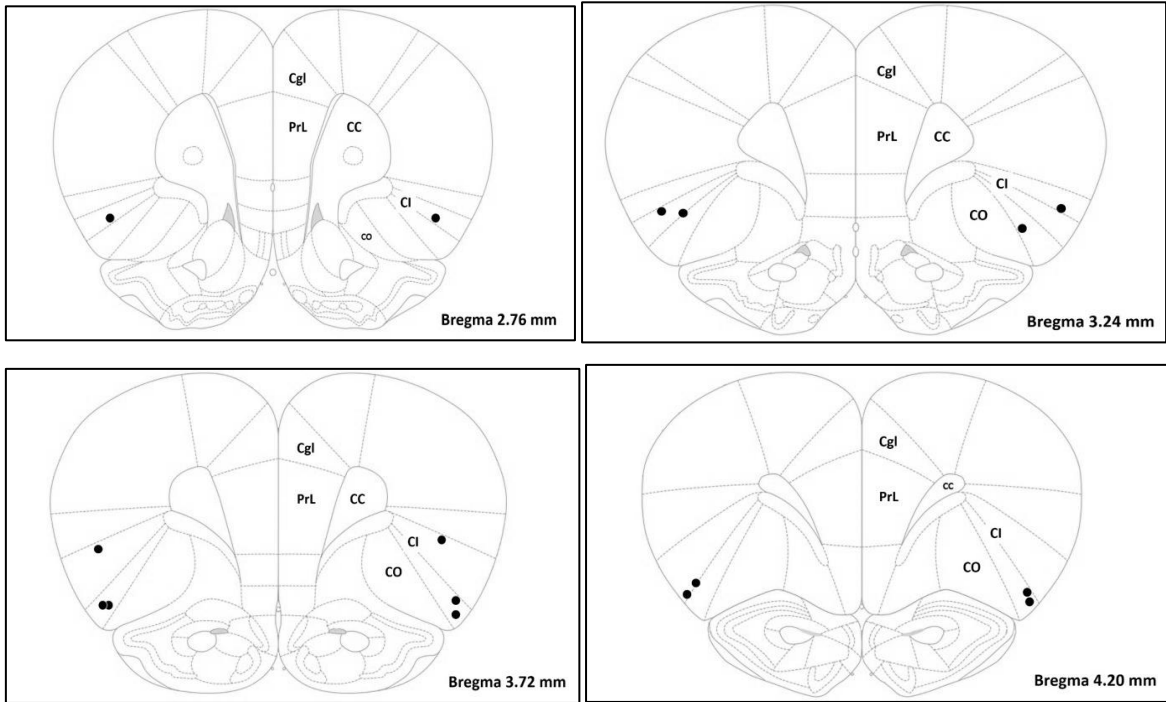 Cgl
PrL
CC
CI
CO
Bregma 2.76 mm
Cgl
PrL
CC
CI
CO
Bregma 3.24 mm
Cgl
PrL
CC
CI
CO
Bregma 3.72 mm
Cgl
CC
PrL
CI
CO
Bregma 4.20 mm